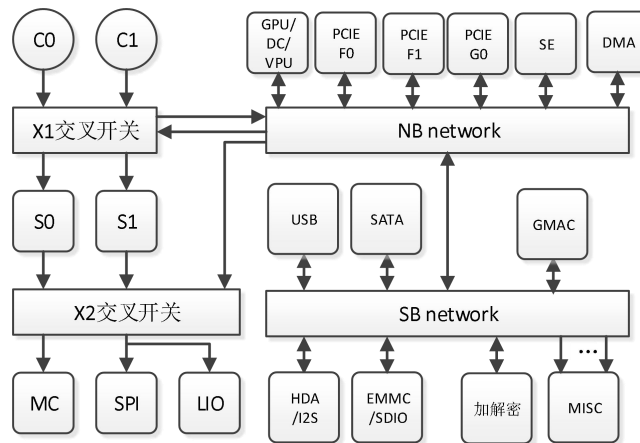 C0
C1
GPU/
DC/
VPU
PCIE
F0
PCIE
F1
PCIE
G0
SE
DMA
X1交叉开关
NB network
S0
S1
USB
SATA
GMAC
X2交叉开关
SB network
...
MC
SPI
LIO
HDA
/I2S
EMMC
/SDIO
加解密
MISC